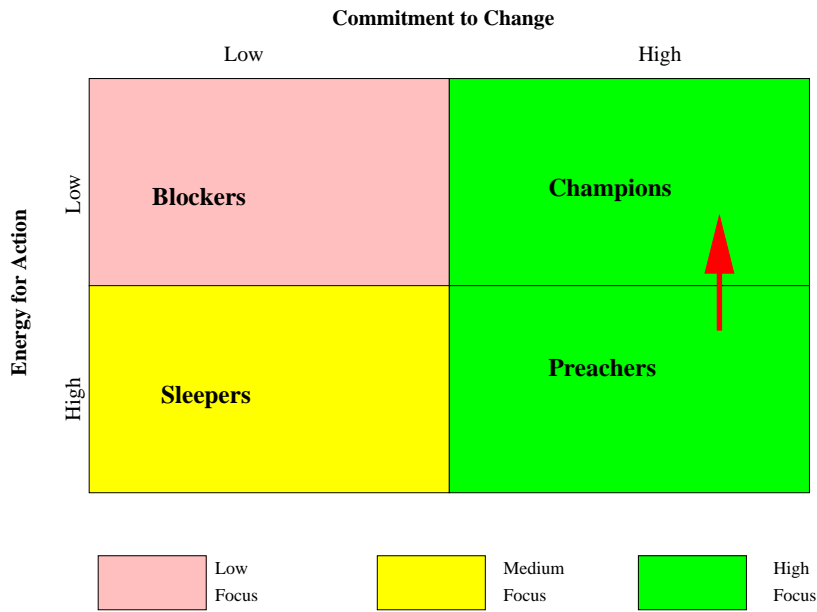 Commitment to Change
Low High
Energy for Action
Low
High
Blockers
Champions
Sleepers
Preachers
Low
Focus
Medium
Focus
High
Focus